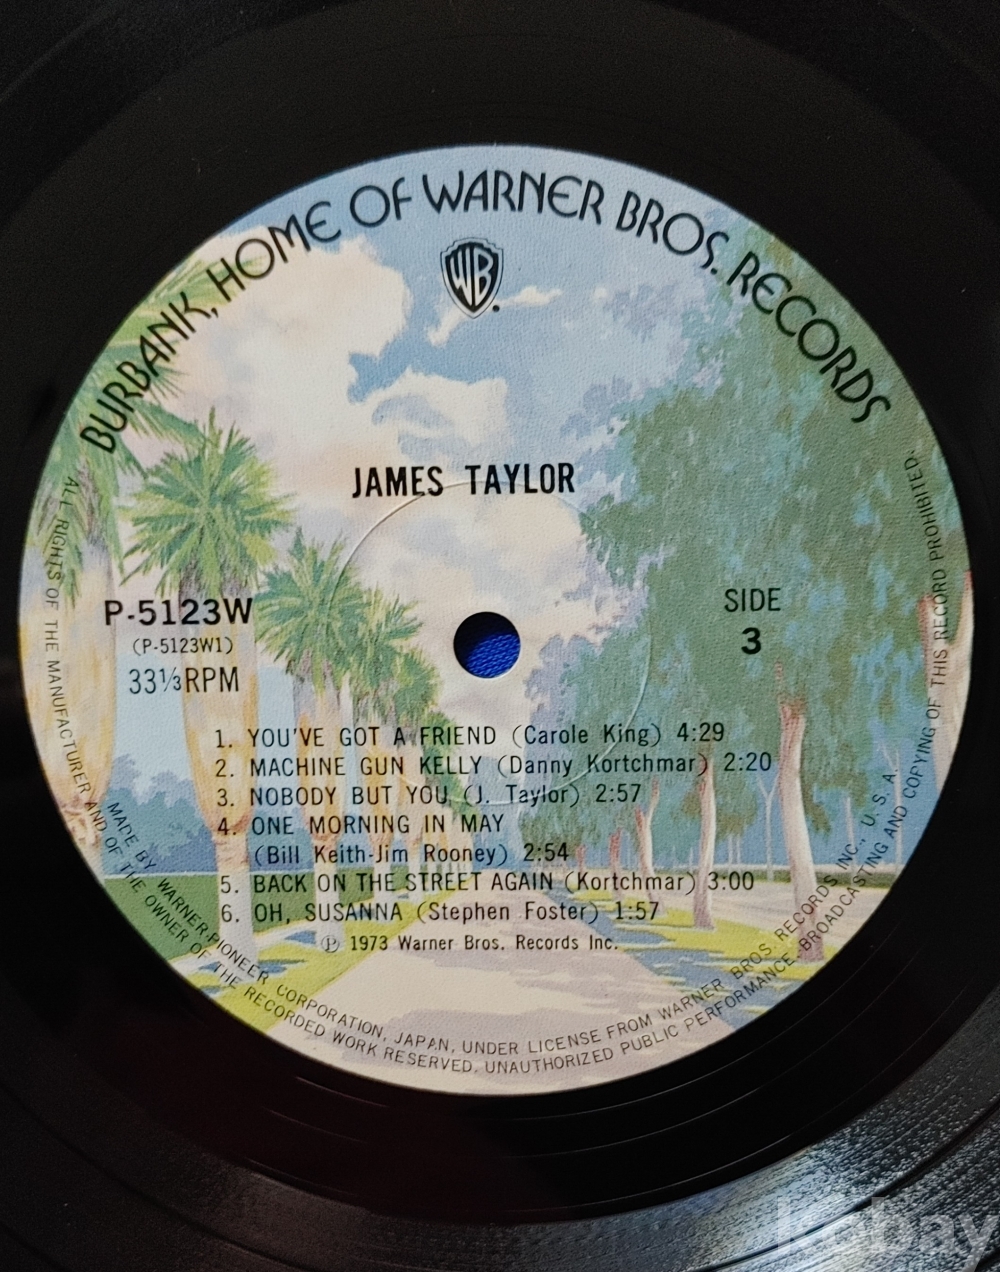 BURBANK, HOME OF WARNER BROS. RECORDS
WB
JAMES TAYLOR
P-5123W
(P-5123W1)
33⅓RPM
SIDE
3
1. YOU'VE GOT A FRIEND (Carole King) 4:29
2. MACHINE GUN KELLY (Danny Kortchmar) 2:20
3. NOBODY BUT YOU (J. Taylor) 2:57
4. ONE MORNING IN MAY
(Bill Keith-Jim Rooney) 2:54
5. BACK ON THE STREET AGAIN (Kortchmar) 3:00
6. OH, SUSANNA (Stephen Foster) 1:57
Ⓟ 1973 Warner Bros. Records Inc.
MADE BY WARNER-PIONEER CORPORATION, JAPAN, UNDER LICENSE FROM WARNER BROS. RECORDS INC., U. S. A.
ALL RIGHTS OF THE MANUFACTURER AND OF THE OWNER OF THE RECORDED WORK RESERVED. UNAUTHORIZED PUBLIC PERFORMANCE, BROADCASTING AND COPYING OF THIS RECORD PROHIBITED.
kobay